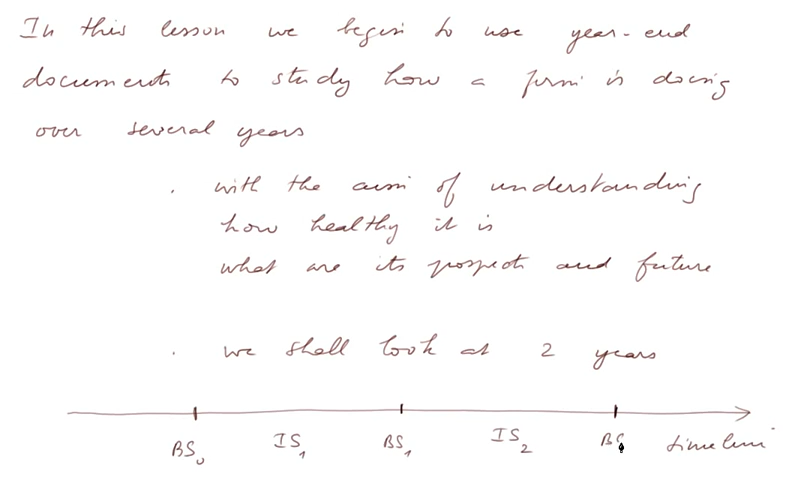 In this lesson we begin to use year-end
documents to study how a firm is doing
over several years
. with the aim of understanding
how healthy it is
what are its prospects and future
. we shall look at 2 years
BS₀ IS₁ BS₁ IS₂ BS timeline